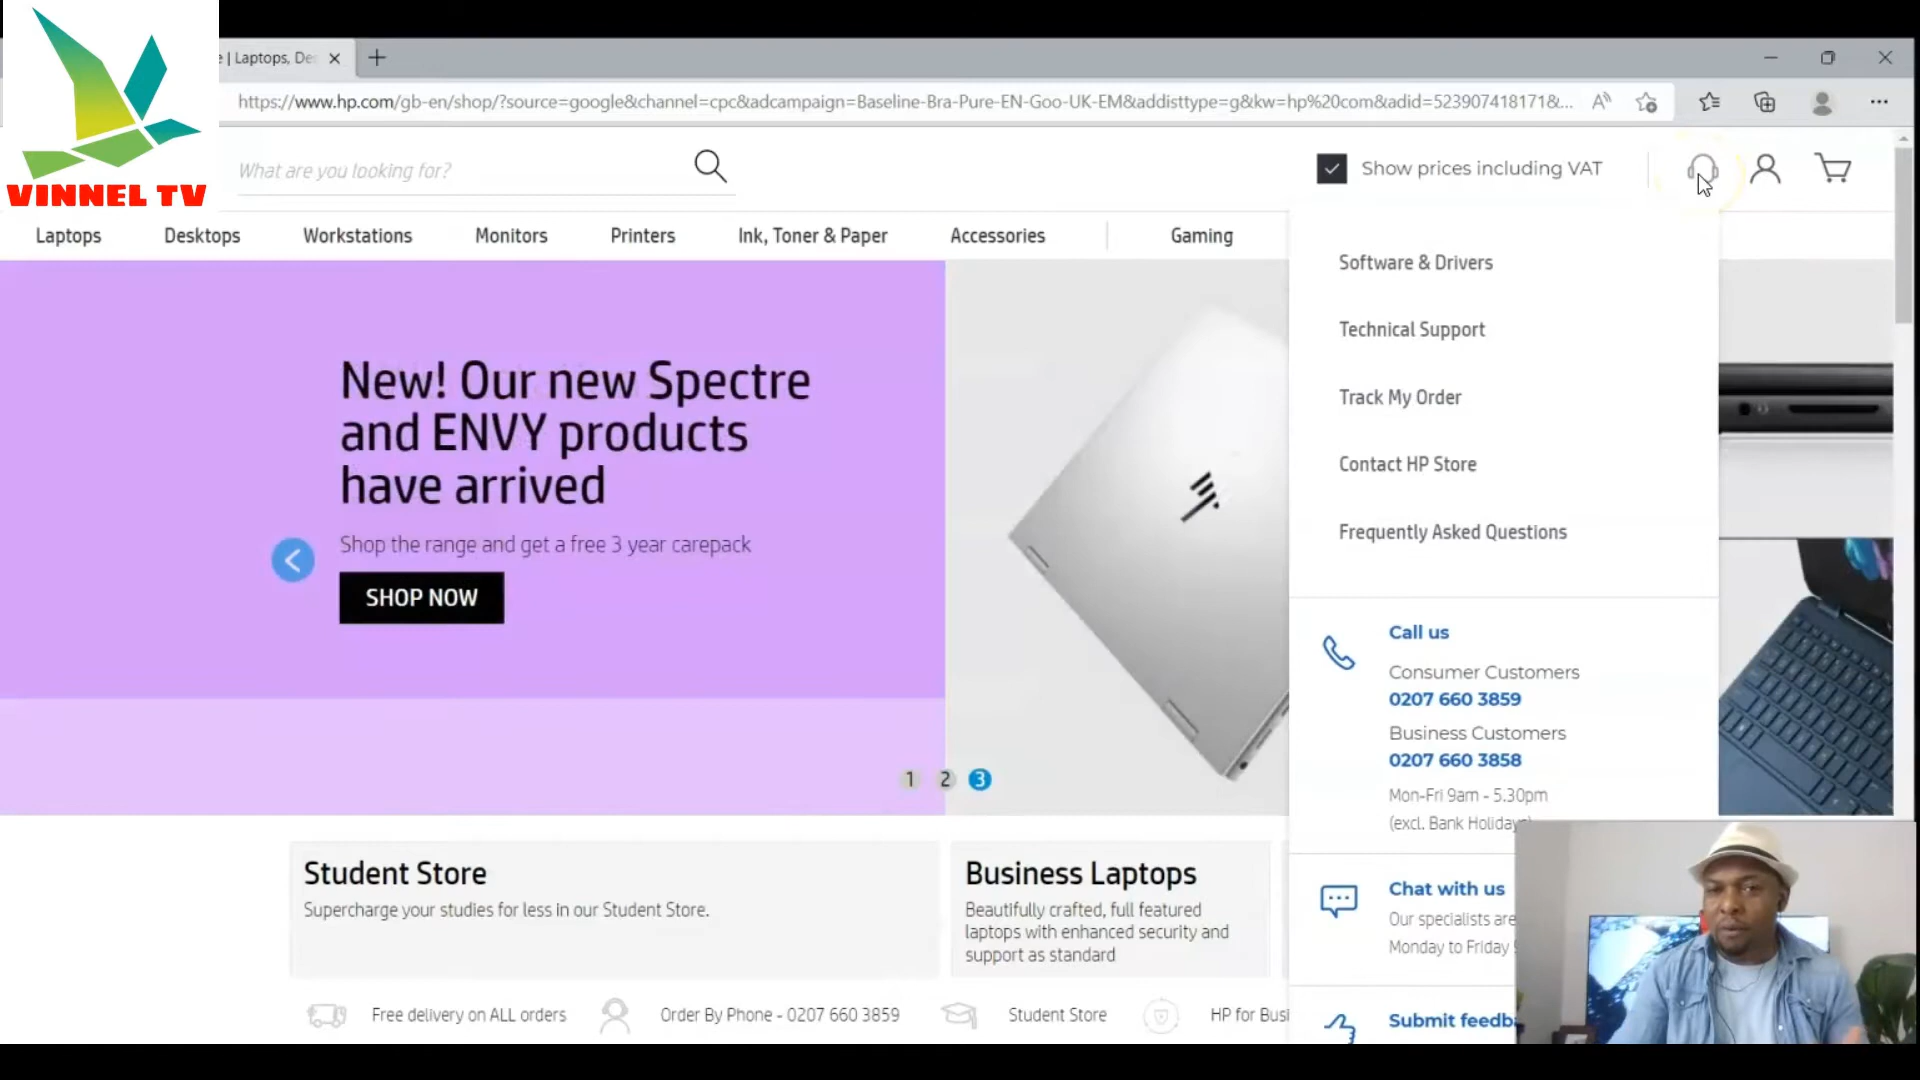 e | Laptops, De
https://www.hp.com/gb-en/shop/?source=google&channel=cpc&adcampaign=Baseline-Bra-Pure-EN-Goo-UK-EM&addisttype=g&kw=hp%20com&adid=523907418171&...
VINNEL TV
What are you looking for?
Show prices including VAT
Laptops
Desktops
Workstations
Monitors
Printers
Ink, Toner & Paper
Accessories
Gaming
New! Our new Spectre
and ENVY products
have arrived
Shop the range and get a free 3 year carepack
SHOP NOW
1 2 3
Software & Drivers
Technical Support
Track My Order
Contact HP Store
Frequently Asked Questions
Call us
Consumer Customers
0207 660 3859
Business Customers
0207 660 3858
Mon-Fri 9am - 5.30pm
(excl. Bank Holidays
Chat with us
Our specialists are
Monday to Friday
Submit feedb
Student Store
Supercharge your studies for less in our Student Store.
Business Laptops
Beautifully crafted, full featured
laptops with enhanced security and
support as standard
Free delivery on ALL orders
Order By Phone - 0207 660 3859
Student Store
HP for Busi